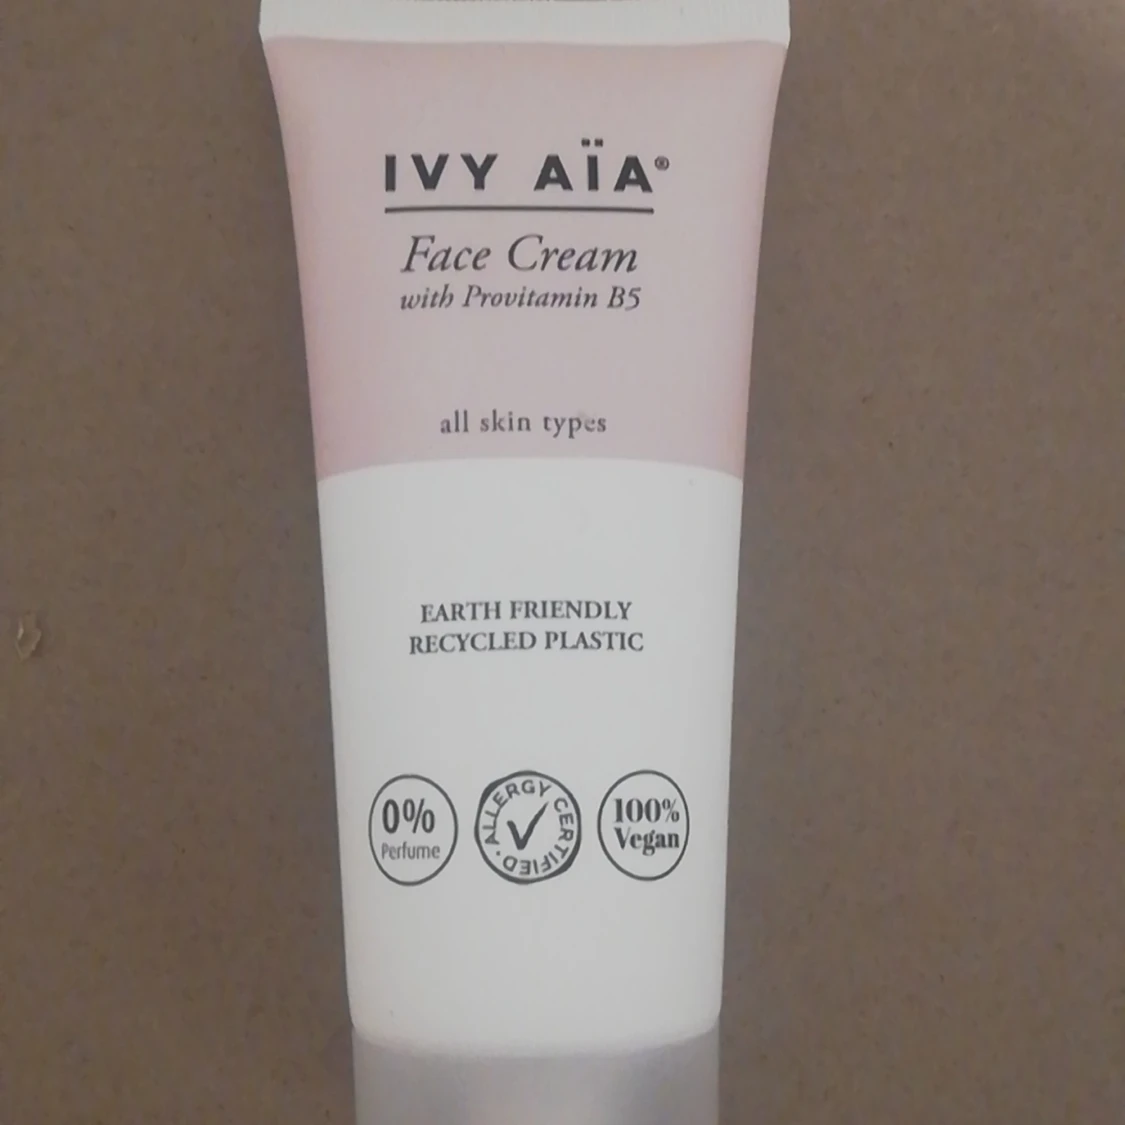 IVY AÏA®
Face Cream
with Provitamin B5
all skin types
EARTH FRIENDLY
RECYCLED PLASTIC
0%
Perfume
ALLERGY CERTIFIED ·
100%
Vegan